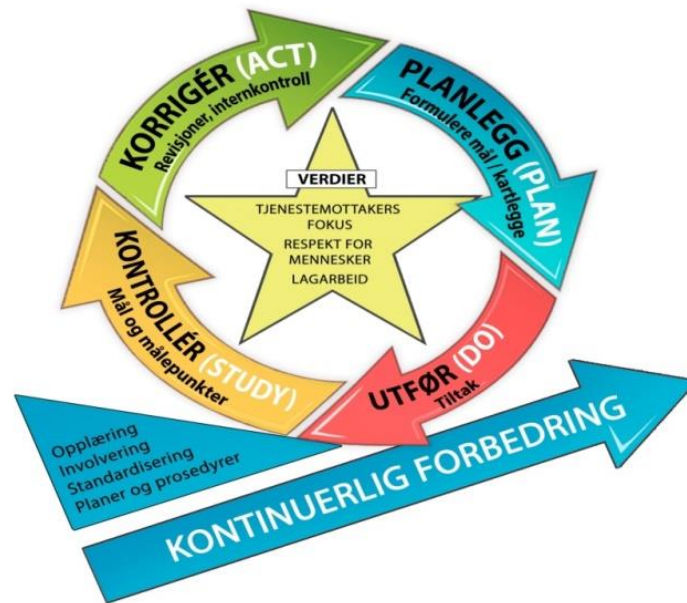 KORRIGÉR (ACT)
Revisjoner, internkontroll
PLANLEGG (PLAN)
Formulere mål / kartlegge
VERDIER
TJENESTEMOTTAKERS
FOKUS
RESPEKT FOR
MENNESKER
LAGARBEID
UTFØR (DO)
Tiltak
KONTROLLÉR (STUDY)
Mål og målepunkter
Opplæring
Involvering
Standardisering
Planer og prosedyrer
KONTINUERLIG FORBEDRING